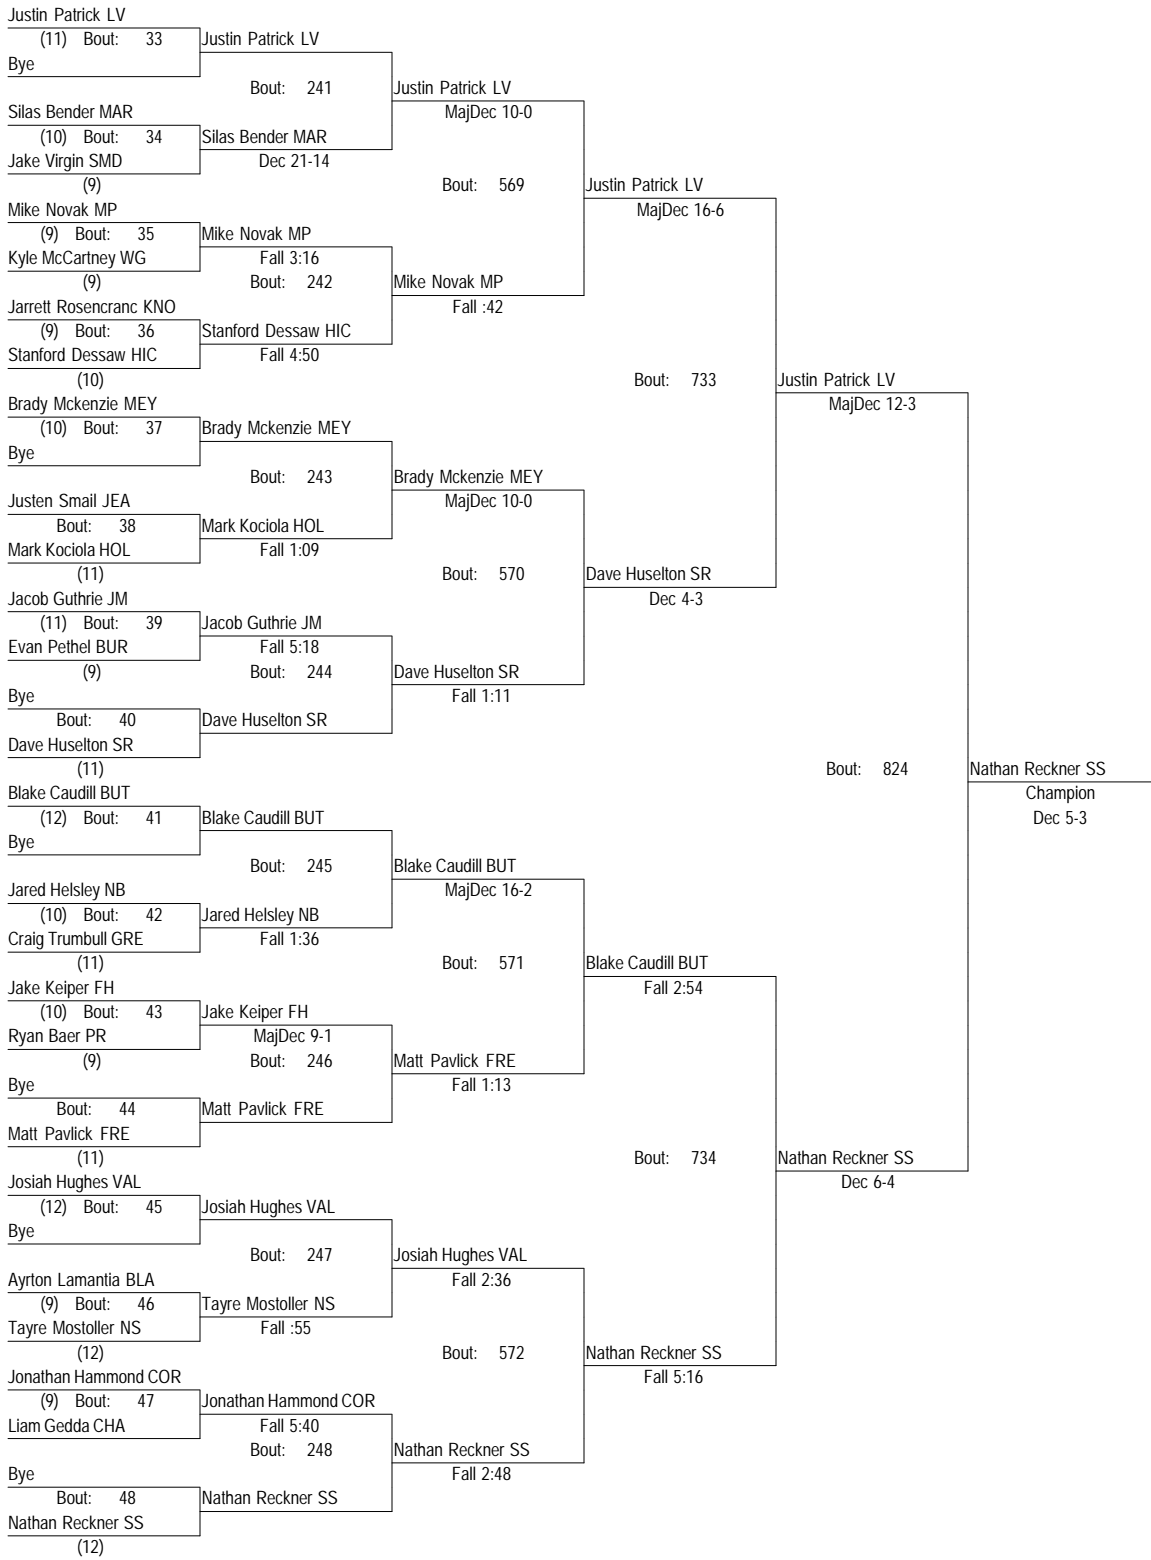 Justin Patrick LV
(11) Bout: 33 Justin Patrick LV
Bye
Bout: 241 Justin Patrick LV
Silas Bender MAR MajDec 10-0
(10) Bout: 34 Silas Bender MAR
Jake Virgin SMD Dec 21-14
(9) Bout: 569 Justin Patrick LV
Mike Novak MP MajDec 16-6
(9) Bout: 35 Mike Novak MP
Kyle McCartney WG Fall 3:16
(9) Bout: 242 Mike Novak MP
Jarrett Rosencranc KNO Fall :42
(9) Bout: 36 Stanford Dessaw HIC
Stanford Dessaw HIC Fall 4:50
(10) Bout: 733 Justin Patrick LV
Brady Mckenzie MEY MajDec 12-3
(10) Bout: 37 Brady Mckenzie MEY
Bye
Bout: 243 Brady Mckenzie MEY
Justen Smail JEA MajDec 10-0
Bout: 38 Mark Kociola HOL
Mark Kociola HOL Fall 1:09
(11) Bout: 570 Dave Huselton SR
Jacob Guthrie JM Dec 4-3
(11) Bout: 39 Jacob Guthrie JM
Evan Pethel BUR Fall 5:18
(9) Bout: 244 Dave Huselton SR
Bye Fall 1:11
Bout: 40 Dave Huselton SR
Dave Huselton SR
(11) Bout: 824 Nathan Reckner SS
Blake Caudill BUT Champion
(12) Bout: 41 Blake Caudill BUT Dec 5-3
Bye
Bout: 245 Blake Caudill BUT
Jared Helsley NB MajDec 16-2
(10) Bout: 42 Jared Helsley NB
Craig Trumbull GRE Fall 1:36
(11) Bout: 571 Blake Caudill BUT
Jake Keiper FH Fall 2:54
(10) Bout: 43 Jake Keiper FH
Ryan Baer PR MajDec 9-1
(9) Bout: 246 Matt Pavlick FRE
Bye Fall 1:13
Bout: 44 Matt Pavlick FRE
Matt Pavlick FRE
(11) Bout: 734 Nathan Reckner SS
Josiah Hughes VAL Dec 6-4
(12) Bout: 45 Josiah Hughes VAL
Bye
Bout: 247 Josiah Hughes VAL
Ayrton Lamantia BLA Fall 2:36
(9) Bout: 46 Tayre Mostoller NS
Tayre Mostoller NS Fall :55
(12) Bout: 572 Nathan Reckner SS
Jonathan Hammond COR Fall 5:16
(9) Bout: 47 Jonathan Hammond COR
Liam Gedda CHA Fall 5:40
Bout: 248 Nathan Reckner SS
Bye Fall 2:48
Bout: 48 Nathan Reckner SS
Nathan Reckner SS
(12)